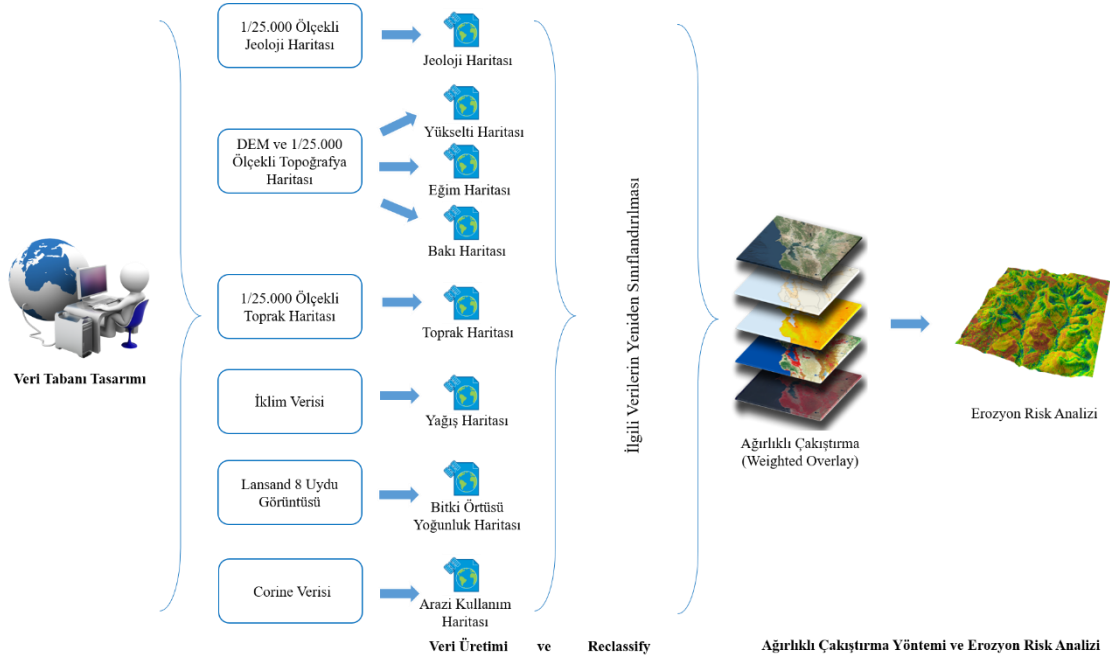 1/25.000 Ölçekli
Jeoloji Haritası
Jeoloji Haritası
DEM ve 1/25.000
Ölçekli Topoğrafya
Haritası
Yükselti Haritası
Eğim Haritası
Bakı Haritası
1/25.000 Ölçekli
Toprak Haritası
Toprak Haritası
Veri Tabanı Tasarımı
İklim Verisi
Yağış Haritası
Lansand 8 Uydu
Görüntüsü
Bitki Örtüsü
Yoğunluk Haritası
Corine Verisi
Arazi Kullanım
Haritası
İlgili Verilerin Yeniden Sınıflandırılması
Ağırlıklı Çakıştırma
(Weighted Overlay)
Erozyon Risk Analizi
Veri Üretimi ve Reclassify
Ağırlıklı Çakıştırma Yöntemi ve Erozyon Risk Analizi